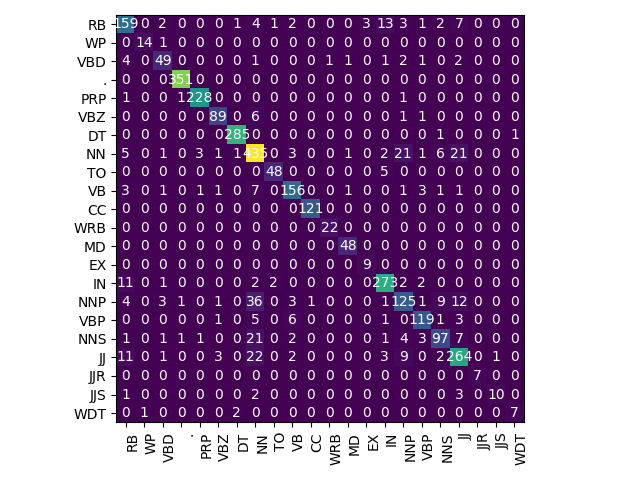 RB 159 0 2 0 0 0 1 4 1 2 0 0 0 3 13 3 1 2 7 0 0 0
WP 0 14 1 0 0 0 0 0 0 0 0 0 0 0 0 0 0 0 0 0 0 0
VBD 4 0 49 0 0 0 0 1 0 0 0 1 1 0 1 2 1 0 2 0 0 0
. 0 0 0 351 0 0 0 0 0 0 0 0 0 0 0 0 0 0 0 0 0 0
PRP 1 0 0 1 228 0 0 0 0 0 0 0 0 0 0 1 0 0 0 0 0 0
VBZ 0 0 0 0 0 89 0 6 0 0 0 0 0 0 0 1 1 0 0 0 0 0
DT 0 0 0 0 0 0 285 0 0 0 0 0 0 0 0 0 0 1 0 0 0 1
NN 5 0 1 0 3 1 1 435 0 3 0 0 1 0 2 21 1 6 21 0 0 0
TO 0 0 0 0 0 0 0 0 48 0 0 0 0 0 5 0 0 0 0 0 0 0
VB 3 0 1 0 1 1 0 7 0 156 0 0 1 0 0 1 3 1 1 0 0 0
CC 0 0 0 0 0 0 0 0 0 0 121 0 0 0 0 0 0 0 0 0 0 0
WRB 0 0 0 0 0 0 0 0 0 0 0 22 0 0 0 0 0 0 0 0 0 0
MD 0 0 0 0 0 0 0 0 0 0 0 0 48 0 0 0 0 0 0 0 0 0
EX 0 0 0 0 0 0 0 0 0 0 0 0 0 9 0 0 0 0 0 0 0 0
IN 11 0 1 0 0 0 0 2 2 0 0 0 0 0 273 2 2 0 0 0 0 0
NNP 4 0 3 1 0 1 0 36 0 3 1 0 0 0 1 125 1 9 12 0 0 0
VBP 0 0 0 0 0 1 0 5 0 6 0 0 0 0 1 0 119 1 3 0 0 0
NNS 1 0 1 1 1 0 0 21 0 2 0 0 0 0 1 4 3 97 7 0 0 0
JJ 11 0 1 0 0 3 0 22 0 2 0 0 0 0 3 9 0 2 264 0 1 0
JJR 0 0 0 0 0 0 0 0 0 0 0 0 0 0 0 0 0 0 0 7 0 0
JJS 1 0 0 0 0 0 0 2 0 0 0 0 0 0 0 0 0 0 3 0 10 0
WDT 0 1 0 0 0 0 2 0 0 0 0 0 0 0 0 0 0 0 0 0 0 7
RB WP VBD . PRP VBZ DT NN TO VB CC WRB MD EX IN NNP VBP NNS JJ JJR JJS WDT